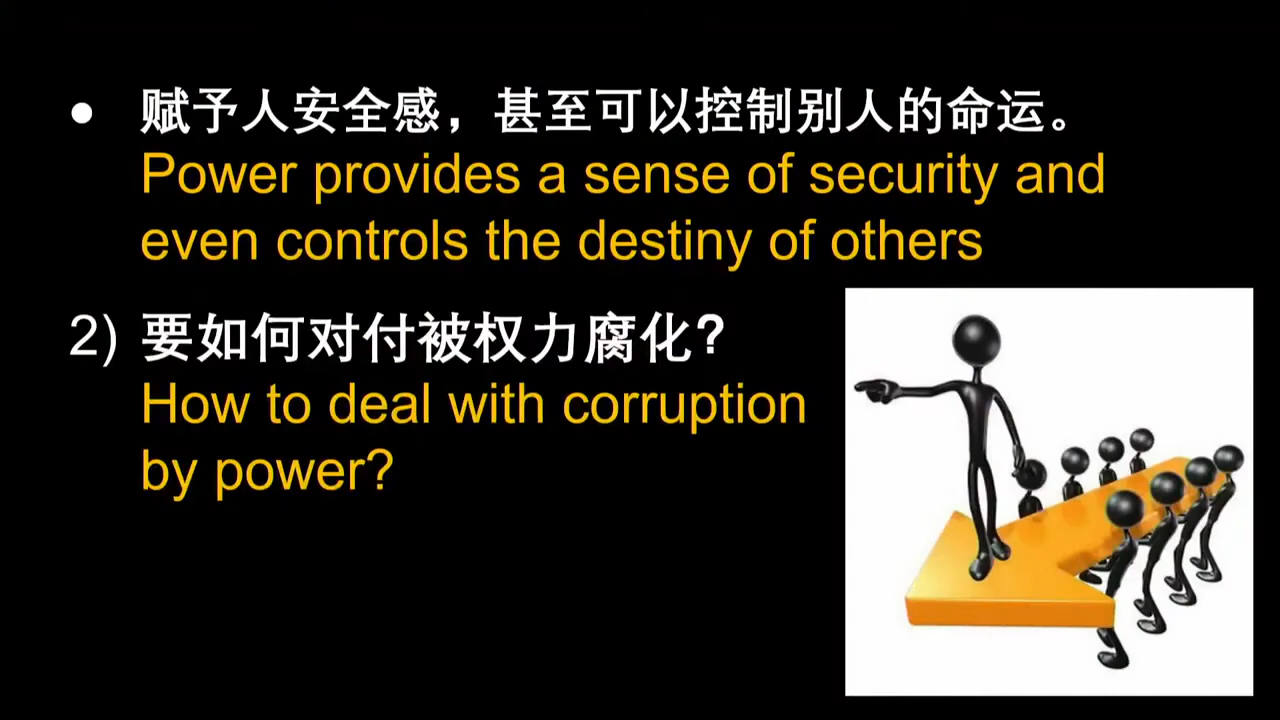 ● 赋予人安全感，甚至可以控制别人的命运。
Power provides a sense of security and
even controls the destiny of others
2) 要如何对付被权力腐化？
How to deal with corruption
by power?